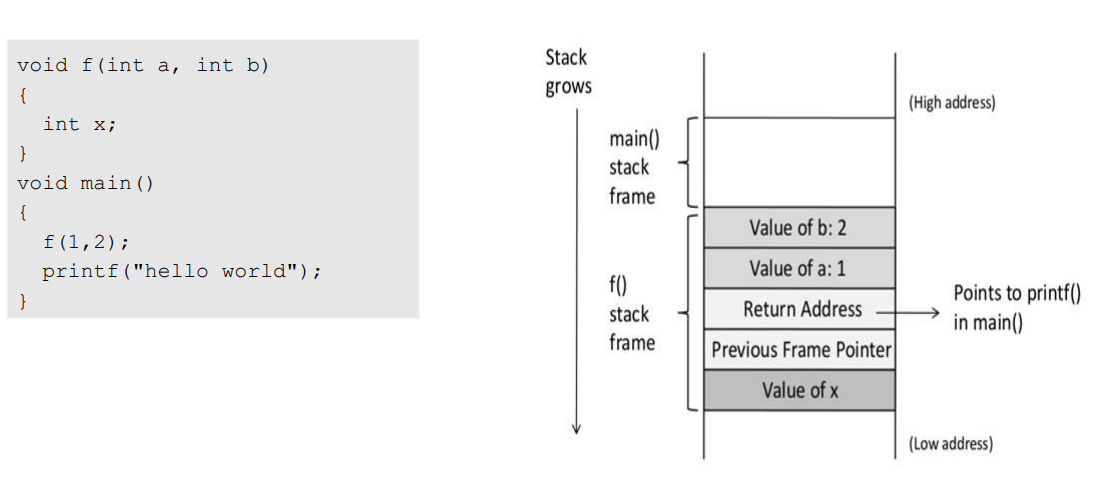 void f(int a, int b)
{
  int x;
}
void main()
{
  f(1,2);
  printf("hello world");
}
Stack
grows
(High address)
main()
stack
frame
Value of b: 2
Value of a: 1
f()
stack
frame
Return Address
Points to printf()
in main()
Previous Frame Pointer
Value of x
(Low address)